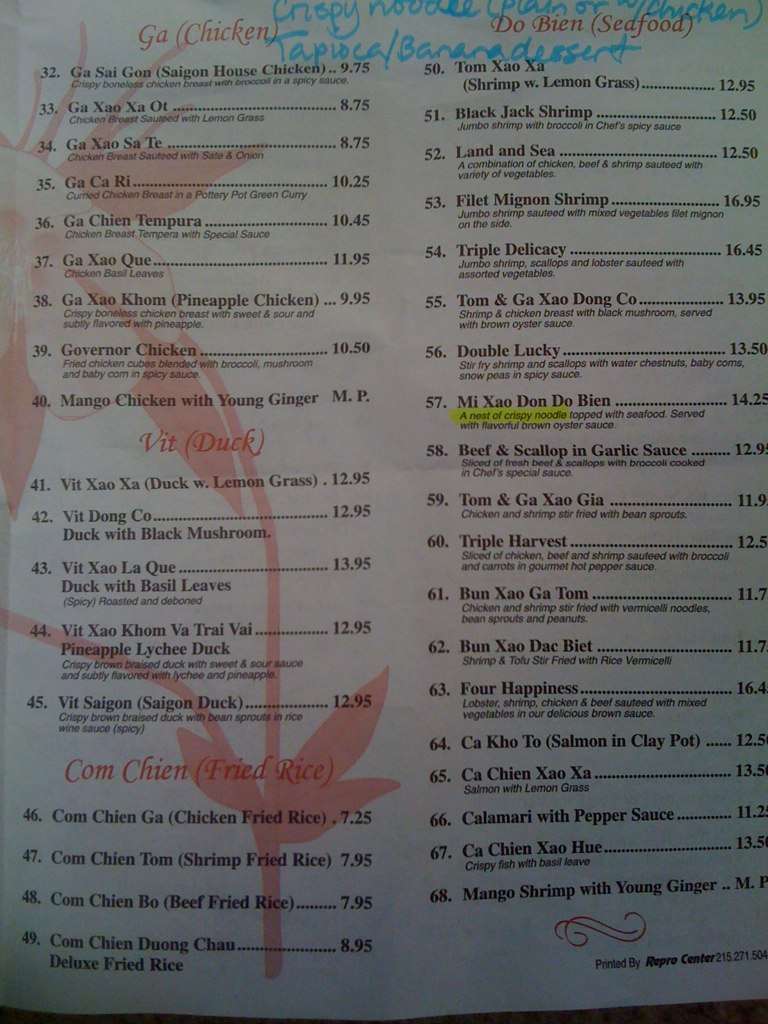 Crispy noodle (plain or w/chicken)
Tapioca/Banana dessert
Ga (Chicken)
32. Ga Sai Gon (Saigon House Chicken).. 9.75
Crispy boneless chicken breast with broccoli in a spicy sauce.
33. Ga Xao Xa Ot ........ 8.75
Chicken Breast Sauteed with Lemon Grass
34. Ga Xao Sa Te ........ 8.75
Chicken Breast Sauteed with Sate & Onion
35. Ga Ca Ri ........ 10.25
Curried Chicken Breast in a Pottery Pot Green Curry
36. Ga Chien Tempura ........ 10.45
Chicken Breast Tempera with Special Sauce
37. Ga Xao Que ........ 11.95
Chicken Basil Leaves
38. Ga Xao Khom (Pineapple Chicken) ... 9.95
Crispy boneless chicken breast with sweet & sour and
subtly flavored with pineapple.
39. Governor Chicken ........ 10.50
Fried chicken cubes blended with broccoli, mushroom
and baby corn in spicy sauce.
40. Mango Chicken with Young Ginger M. P.
Vit (Duck)
41. Vit Xao Xa (Duck w. Lemon Grass) . 12.95
42. Vit Dong Co ........ 12.95
Duck with Black Mushroom.
43. Vit Xao La Que ........ 13.95
Duck with Basil Leaves
(Spicy) Roasted and deboned
44. Vit Xao Khom Va Trai Vai ........ 12.95
Pineapple Lychee Duck
Crispy brown braised duck with sweet & sour sauce
and subtly flavored with lychee and pineapple.
45. Vit Saigon (Saigon Duck) ........ 12.95
Crispy brown braised duck with bean sprouts in rice
wine sauce (spicy)
Com Chien (Fried Rice)
46. Com Chien Ga (Chicken Fried Rice) . 7.25
47. Com Chien Tom (Shrimp Fried Rice) 7.95
48. Com Chien Bo (Beef Fried Rice)......... 7.95
49. Com Chien Duong Chau ........ 8.95
Deluxe Fried Rice
Do Bien (Seafood)
50. Tom Xao Xa
(Shrimp w. Lemon Grass) ........ 12.95
51. Black Jack Shrimp ........ 12.50
Jumbo shrimp with broccoli in Chef's spicy sauce
52. Land and Sea ........ 12.50
A combination of chicken, beef & shrimp sauteed with
variety of vegetables.
53. Filet Mignon Shrimp ........ 16.95
Jumbo shrimp sauteed with mixed vegetables filet mignon
on the side.
54. Triple Delicacy ........ 16.45
Jumbo shrimp, scallops and lobster sauteed with
assorted vegetables.
55. Tom & Ga Xao Dong Co ........ 13.95
Shrimp & chicken breast with black mushroom, served
with brown oyster sauce.
56. Double Lucky ........ 13.50
Stir fry shrimp and scallops with water chestnuts, baby corns,
snow peas in spicy sauce.
57. Mi Xao Don Do Bien ........ 14.25
A nest of crispy noodle topped with seafood. Served
with flavorful brown oyster sauce.
58. Beef & Scallop in Garlic Sauce ......... 12.9
Sliced of fresh beef & scallops with broccoli cooked
in Chef's special sauce.
59. Tom & Ga Xao Gia ........ 11.9
Chicken and shrimp stir fried with bean sprouts.
60. Triple Harvest ........ 12.5
Sliced of chicken, beef and shrimp sauteed with broccoli
and carrots in gourmet hot pepper sauce.
61. Bun Xao Ga Tom ........ 11.7
Chicken and shrimp stir fried with vermicelli noodles,
bean sprouts and peanuts.
62. Bun Xao Dac Biet ........ 11.7
Shrimp & Tofu Stir Fried with Rice Vermicelli
63. Four Happiness ........ 16.4
Lobster, shrimp, chicken & beef sauteed with mixed
vegetables in our delicious brown sauce.
64. Ca Kho To (Salmon in Clay Pot) ...... 12.5
65. Ca Chien Xao Xa ........ 13.5
Salmon with Lemon Grass
66. Calamari with Pepper Sauce ........ 11.2
67. Ca Chien Xao Hue ........ 13.5
Crispy fish with basil leave
68. Mango Shrimp with Young Ginger .. M. P
Printed By Repro Center 215.271.504